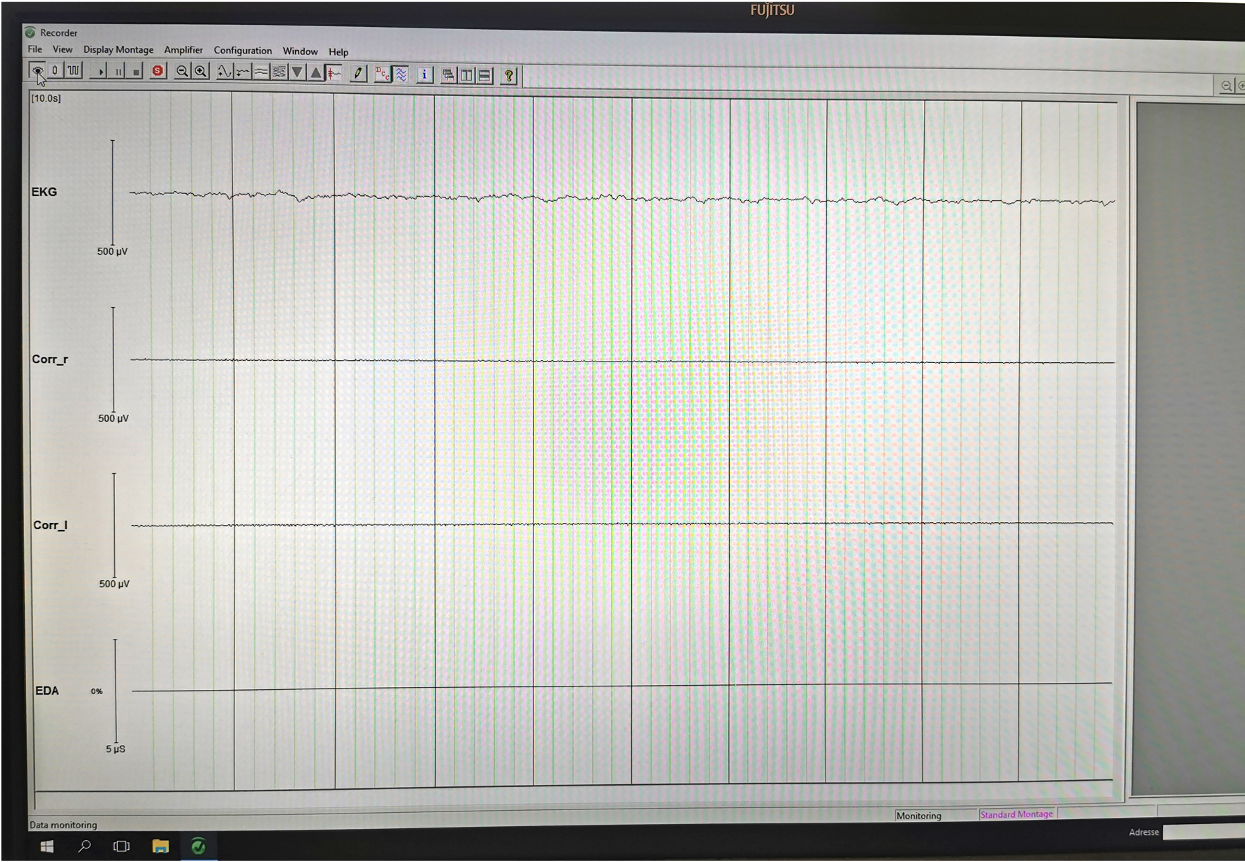 FUJITSU
Recorder
File View Display Montage Amplifier Configuration Window Help
[10.0s]
EKG
500 µV
Corr_r
500 µV
Corr_l
500 µV
EDA 0%
5 µS
Monitoring Standard Montage
Data monitoring
Adresse